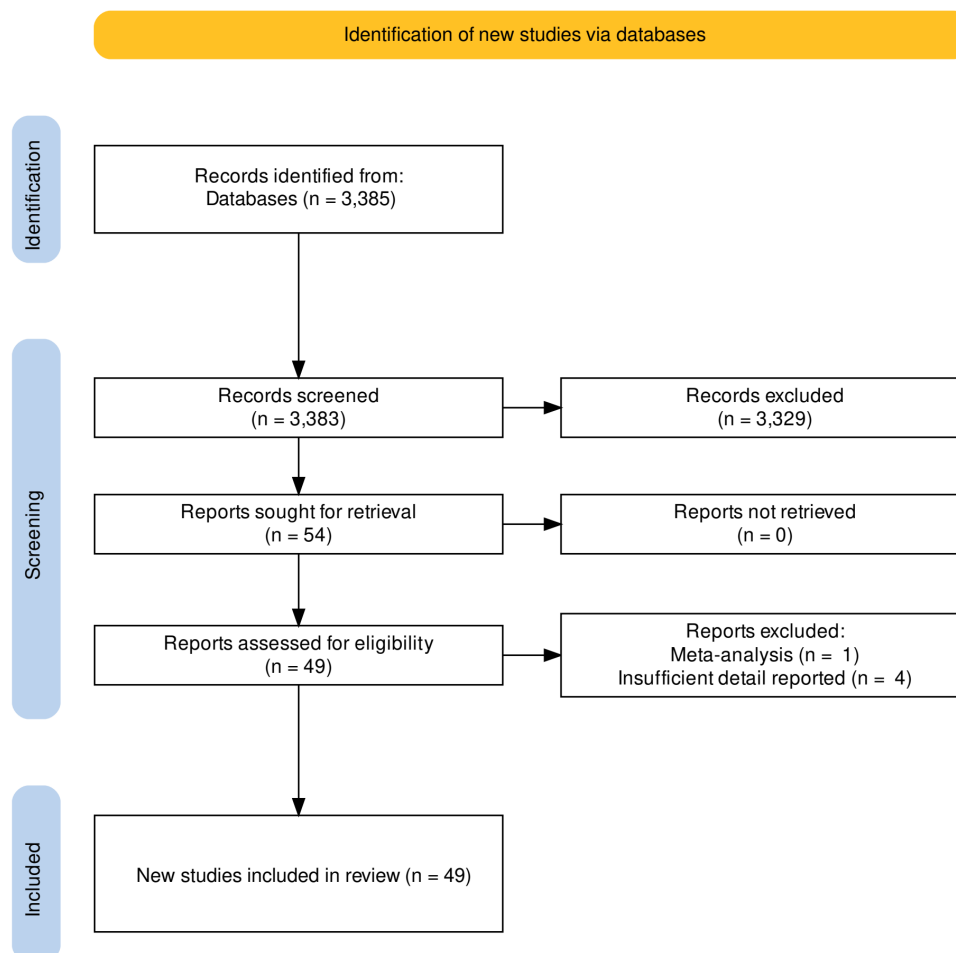 Identification of new studies via databases
Identification
Records identified from:
Databases (n = 3,385)
Screening
Records screened
(n = 3,383)
Records excluded
(n = 3,329)
Reports sought for retrieval
(n = 54)
Reports not retrieved
(n = 0)
Reports assessed for eligibility
(n = 49)
Reports excluded:
Meta-analysis (n = 1)
Insufficient detail reported (n = 4)
Included
New studies included in review (n = 49)